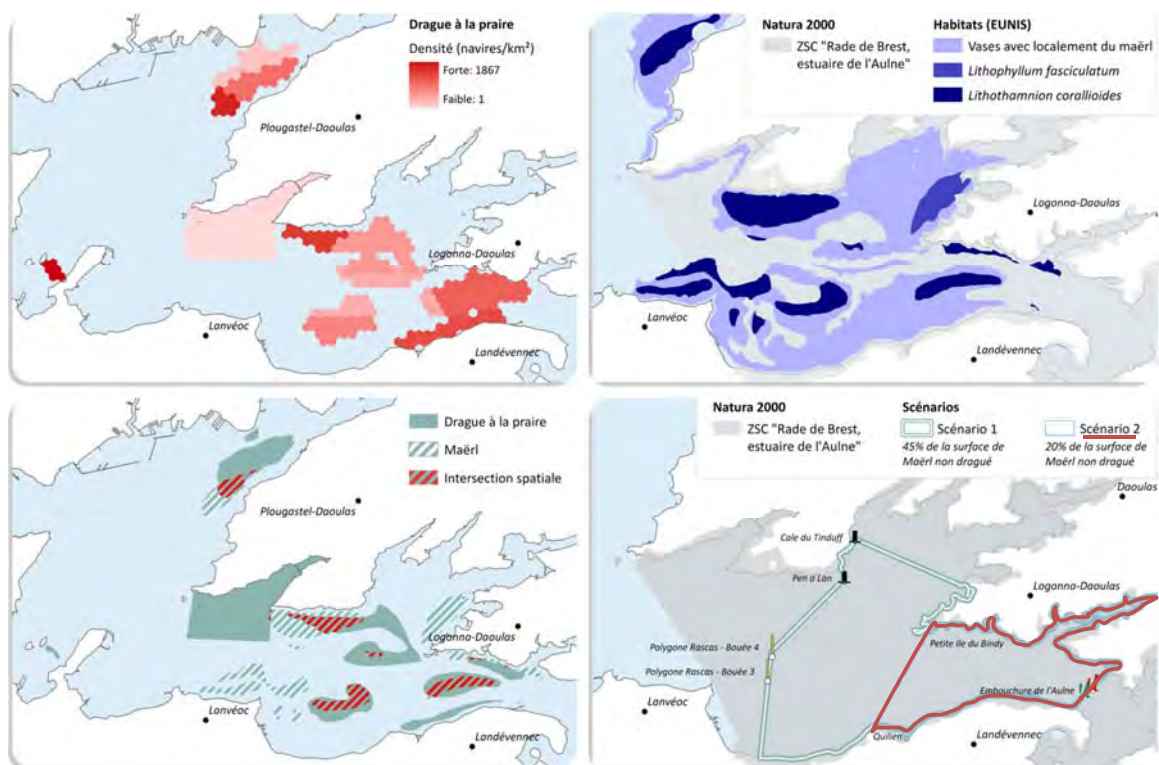 Drague à la praire
Densité (navires/km²)
Forte: 1867
Faible: 1
Plougastel-Daoulas
Logonna-Daoulas
Lanvéoc
Landévennec
Natura 2000
ZSC "Rade de Brest,
estuaire de l'Aulne"
Habitats (EUNIS)
Vases avec localement du maërl
Lithophyllum fasciculatum
Lithothamnion corallioides
Logonna-Daoulas
Lanvéoc
Landévennec
Drague à la praire
Maërl
Intersection spatiale
Plougastel-Daoulas
Logonna-Daoulas
Lanvéoc
Landévennec
Natura 2000
ZSC "Rade de Brest,
estuaire de l'Aulne"
Scénarios
Scénario 1
45% de la surface de
Maërl non dragué
Scénario 2
20% de la surface de
Maërl non dragué
Daoulas
Cale du Tinduff
Pen a Lan
Logonna-Daoulas
Petite Ile du Bindy
Polygone Rascas - Bouée 4
Polygone Rascas - Bouée 3
Embouchure de l'Aulne
Quilien
Lanvéoc
Landévennec